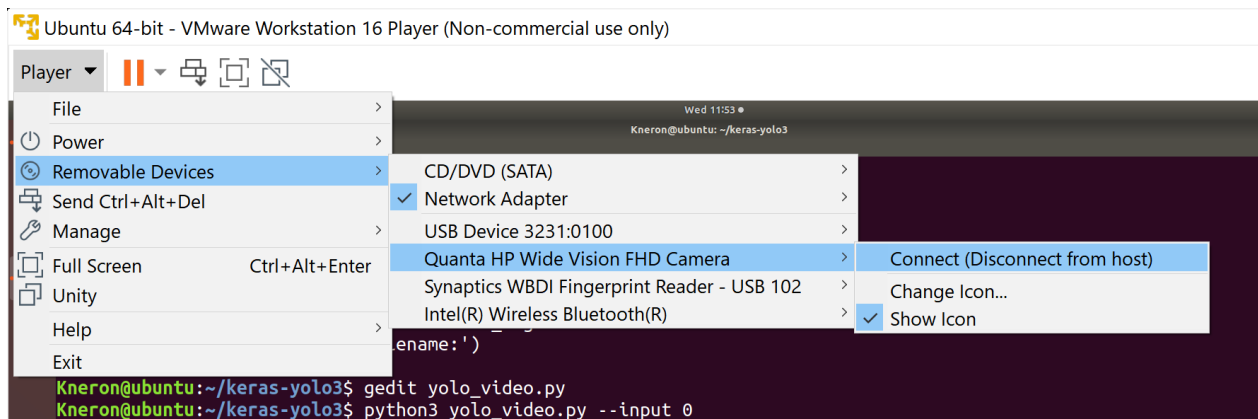 Ubuntu 64-bit - VMware Workstation 16 Player (Non-commercial use only)
Player
Wed 11:53
Kneron@ubuntu: ~/keras-yolo3
File
Power
Removable Devices
Send Ctrl+Alt+Del
Manage
Full Screen Ctrl+Alt+Enter
Unity
Help
Exit
CD/DVD (SATA)
Network Adapter
USB Device 3231:0100
Quanta HP Wide Vision FHD Camera
Synaptics WBDI Fingerprint Reader - USB 102
Intel(R) Wireless Bluetooth(R)
Connect (Disconnect from host)
Change Icon...
Show Icon
ename:')
Kneron@ubuntu:~/keras-yolo3$ gedit yolo_video.py
Kneron@ubuntu:~/keras-yolo3$ python3 yolo_video.py --input 0